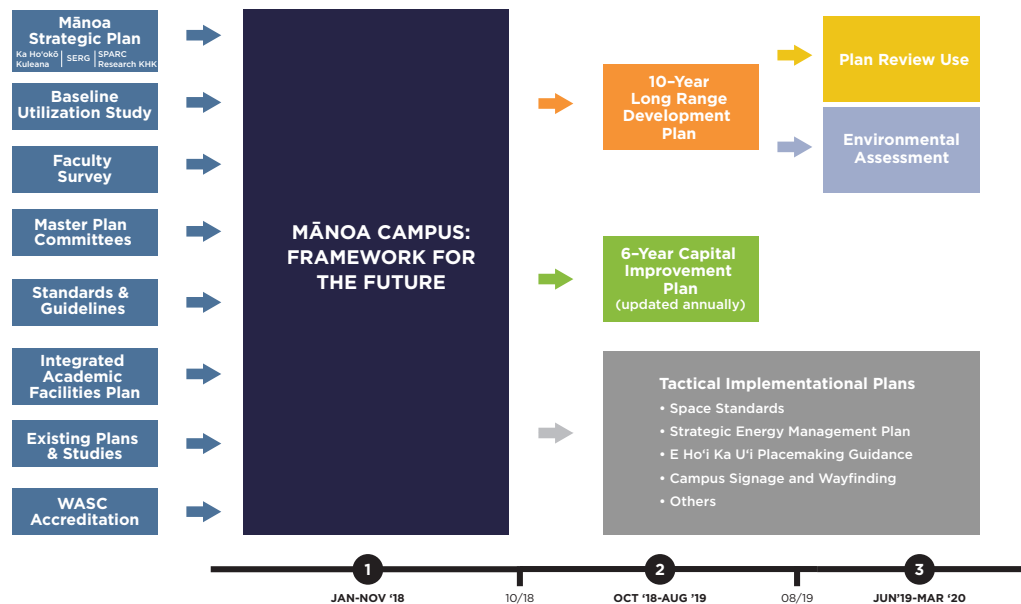 Mānoa
Strategic Plan
Ka Ho‘okō
Kuleana
SERG
SPARC
Research KHK
Baseline
Utilization Study
Faculty
Survey
Master Plan
Committees
Standards &
Guidelines
Integrated
Academic
Facilities Plan
Existing Plans
& Studies
WASC
Accreditation
MĀNOA CAMPUS:
FRAMEWORK FOR
THE FUTURE
10–Year
Long Range
Development
Plan
Plan Review Use
Environmental
Assessment
6–Year Capital
Improvement
Plan
(updated annually)
Tactical Implementational Plans
• Space Standards
• Strategic Energy Management Plan
• E Ho‘i Ka U‘i Placemaking Guidance
• Campus Signage and Wayfinding
• Others
1
2
3
JAN-NOV ‘18
10/18
OCT ‘18-AUG ’19
08/19
JUN’19-MAR ‘20